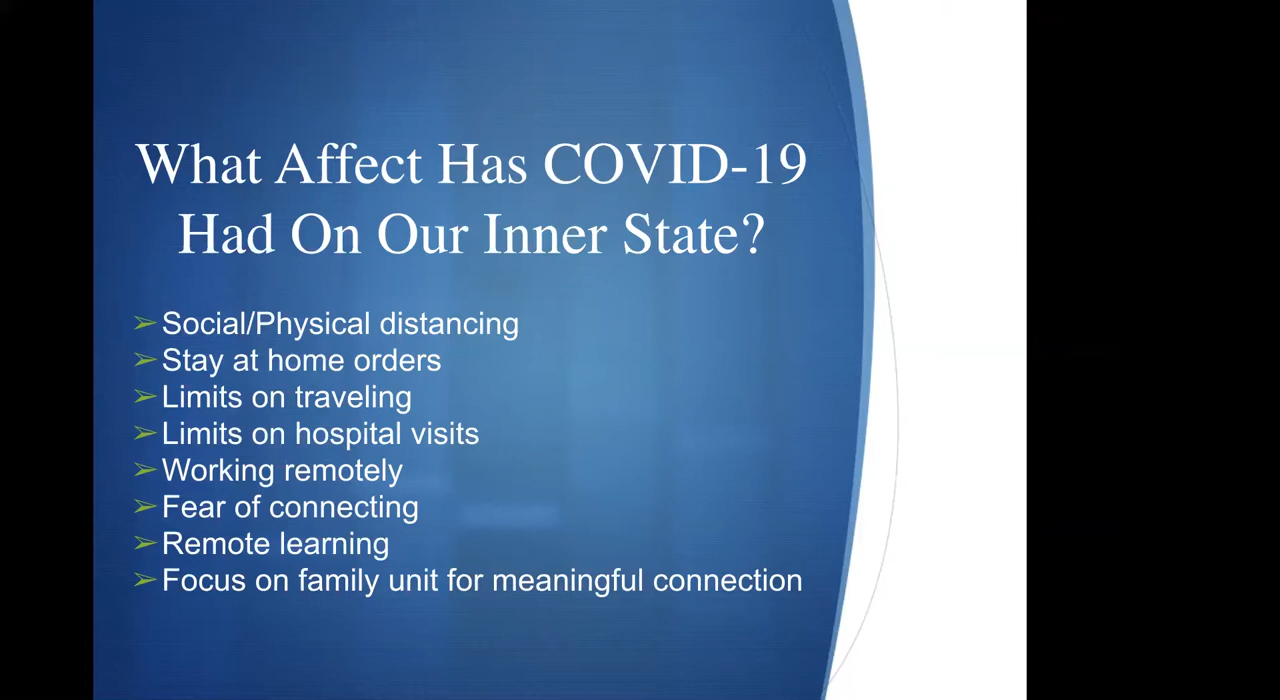 What Affect Has COVID-19
Had On Our Inner State?
➢Social/Physical distancing
➢Stay at home orders
➢Limits on traveling
➢Limits on hospital visits
➢Working remotely
➢Fear of connecting
➢Remote learning
➢Focus on family unit for meaningful connection